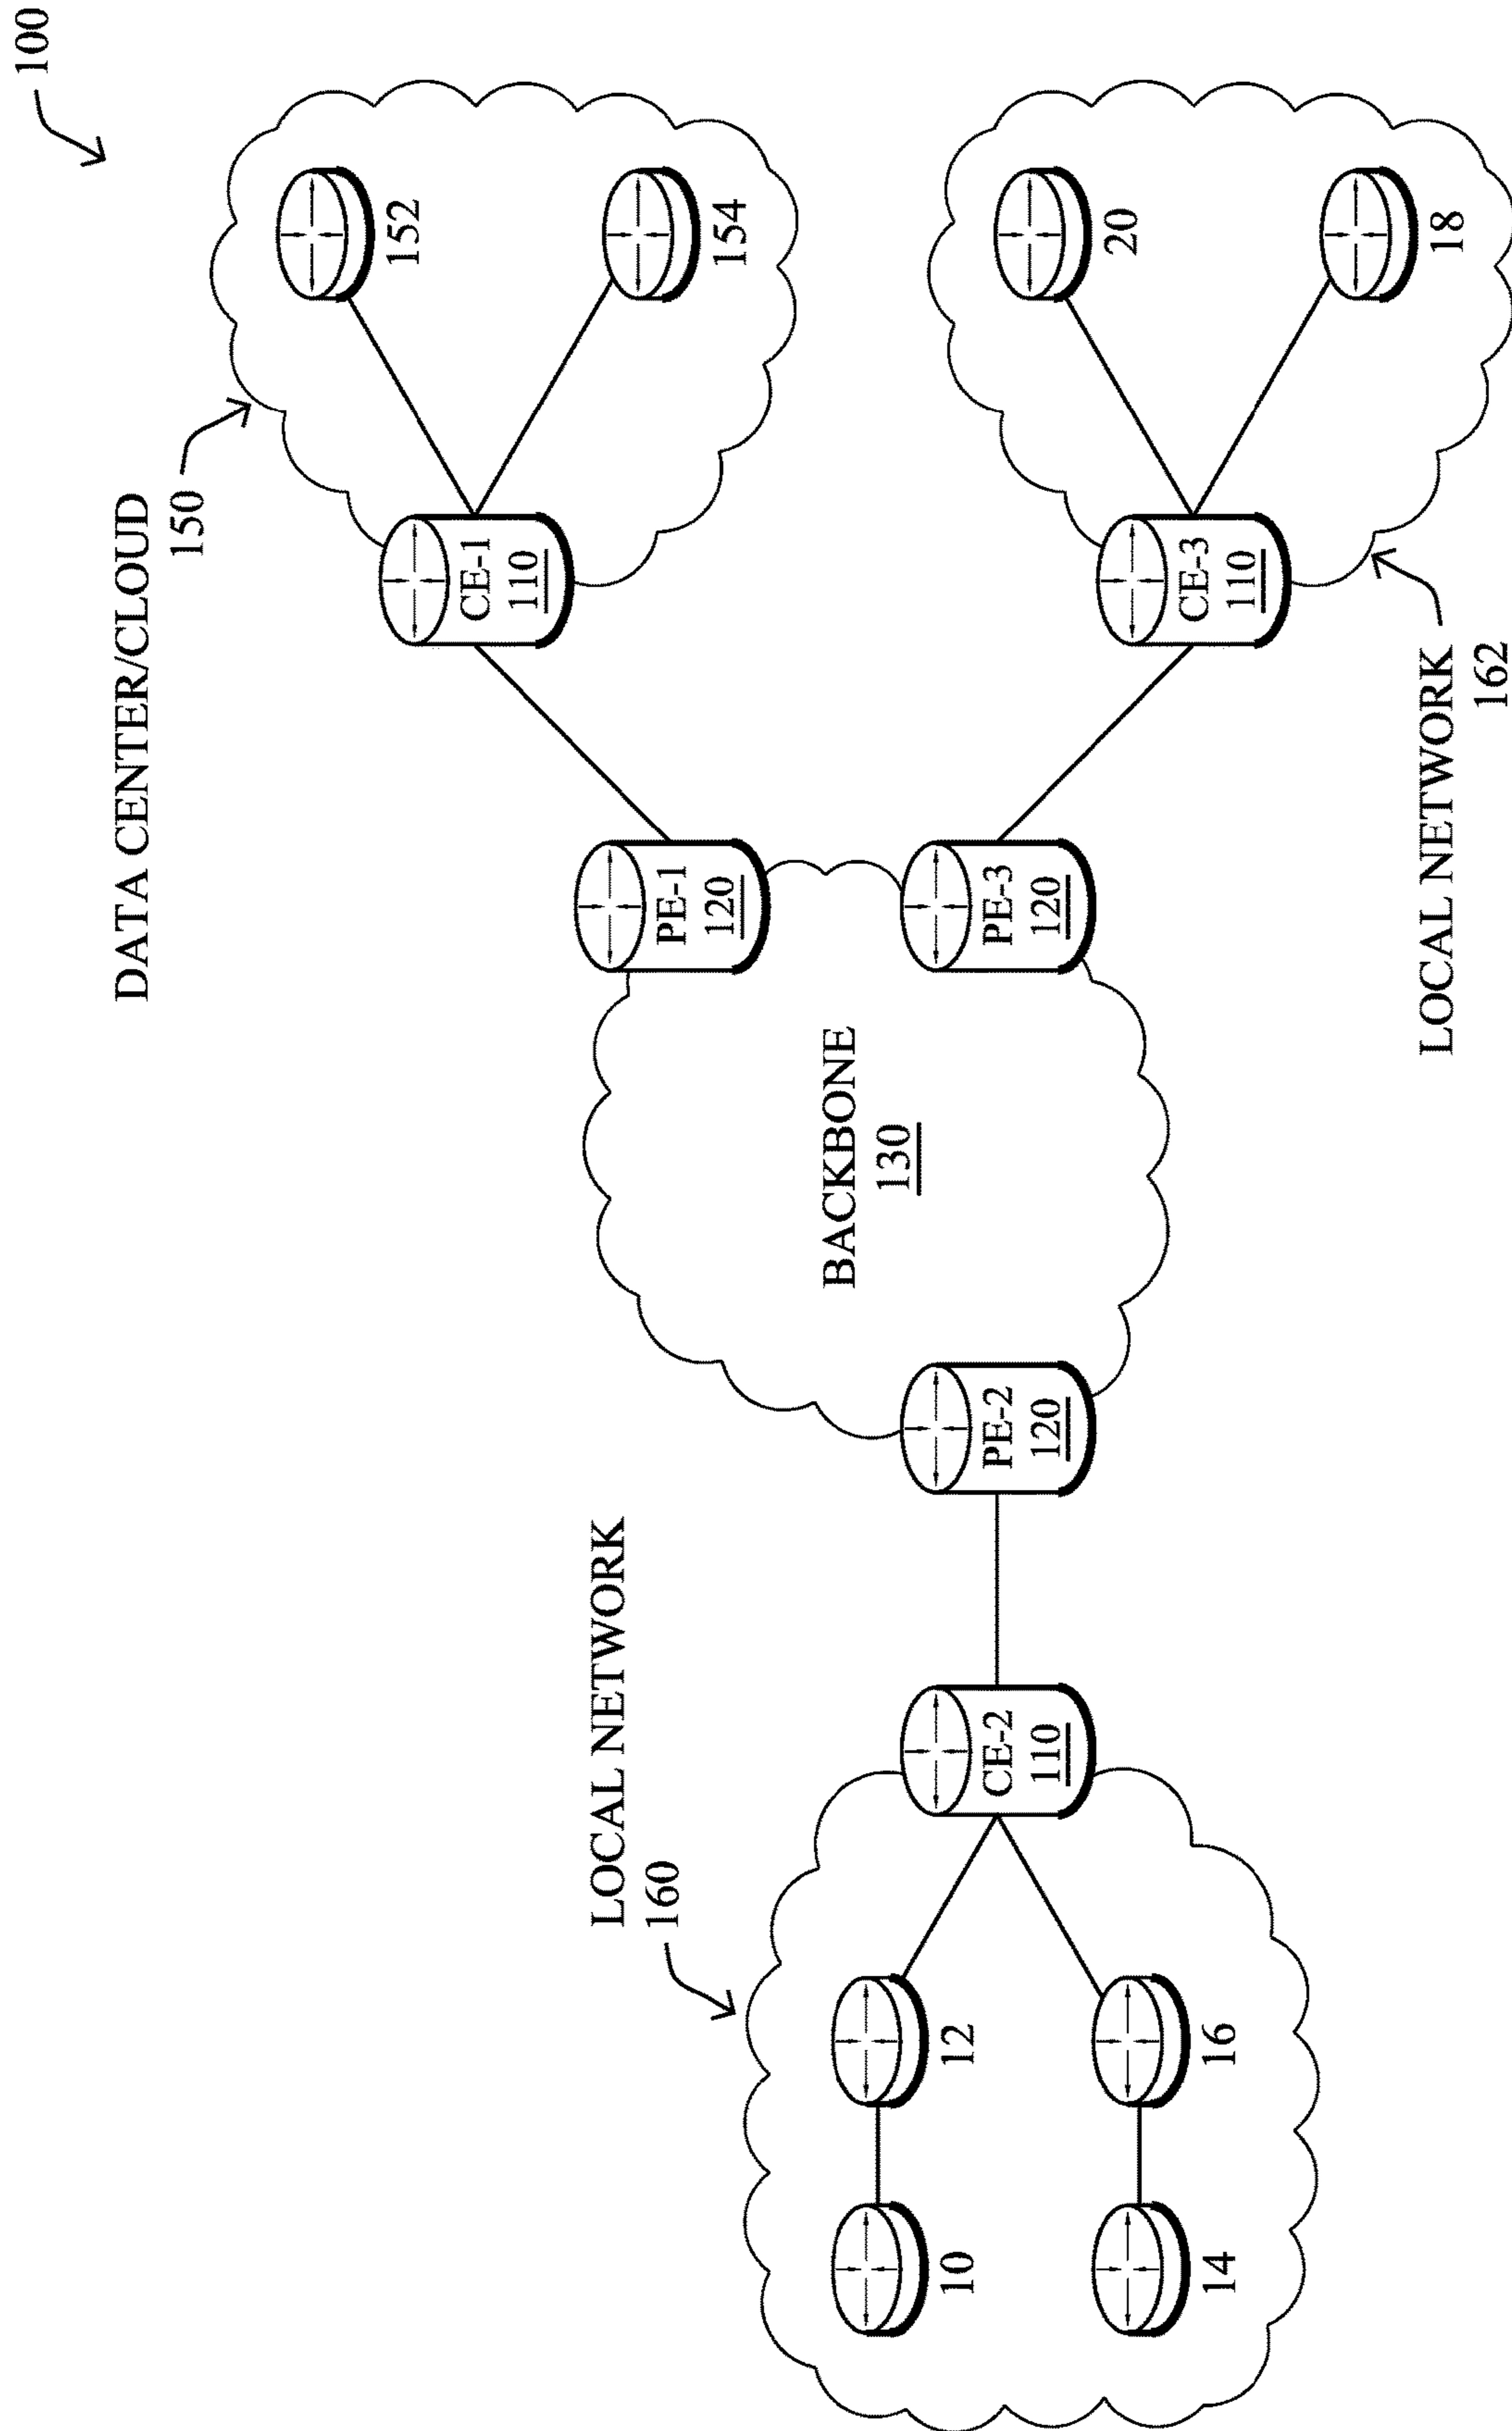 100
DATA CENTER/CLOUD
150
152
154
CE-1
110
PE-1
120
LOCAL NETWORK
160
BACKBONE
130
10
12
14
16
CE-2
110
PE-2
120
PE-3
120
CE-3
110
20
18
LOCAL NETWORK
162